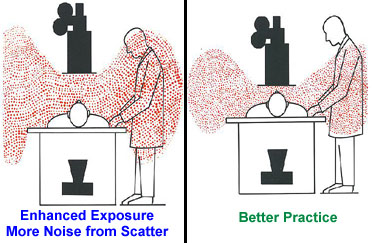 Enhanced Exposure
More Noise from Scatter
Better Practice